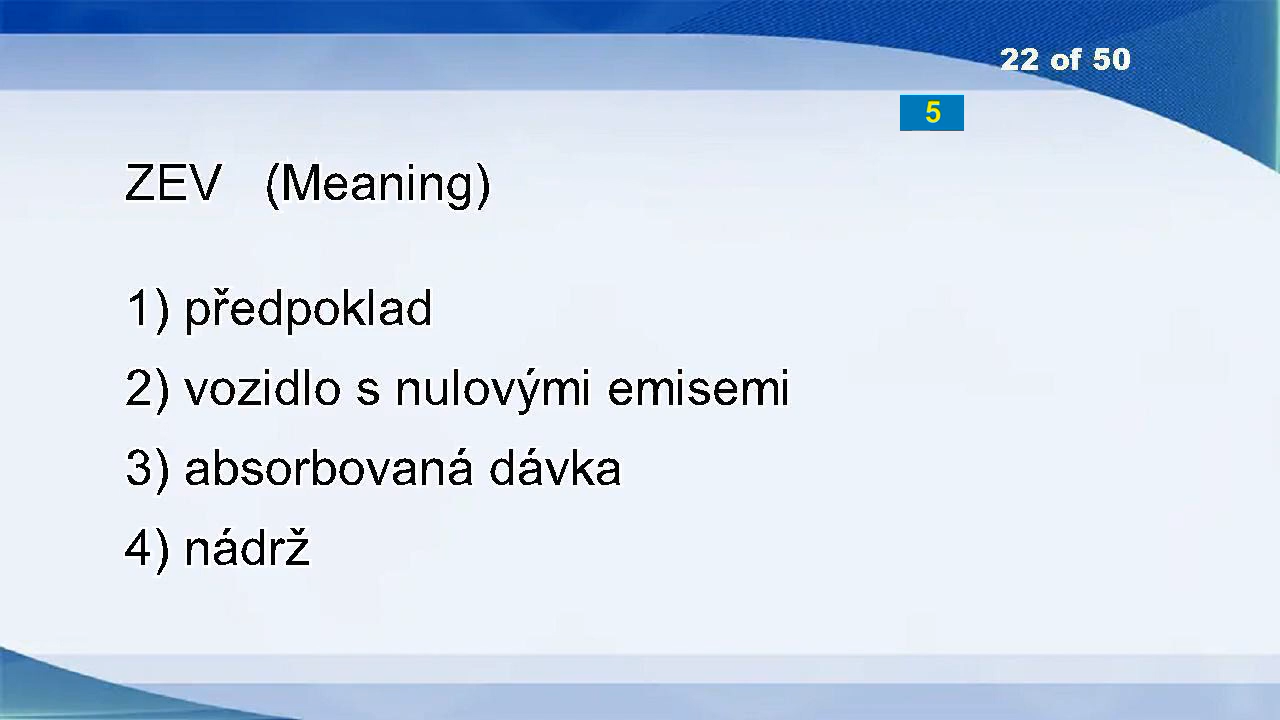 22 of 50
5
ZEV (Meaning)
1) předpoklad
2) vozidlo s nulovými emisemi
3) absorbovaná dávka
4) nádrž